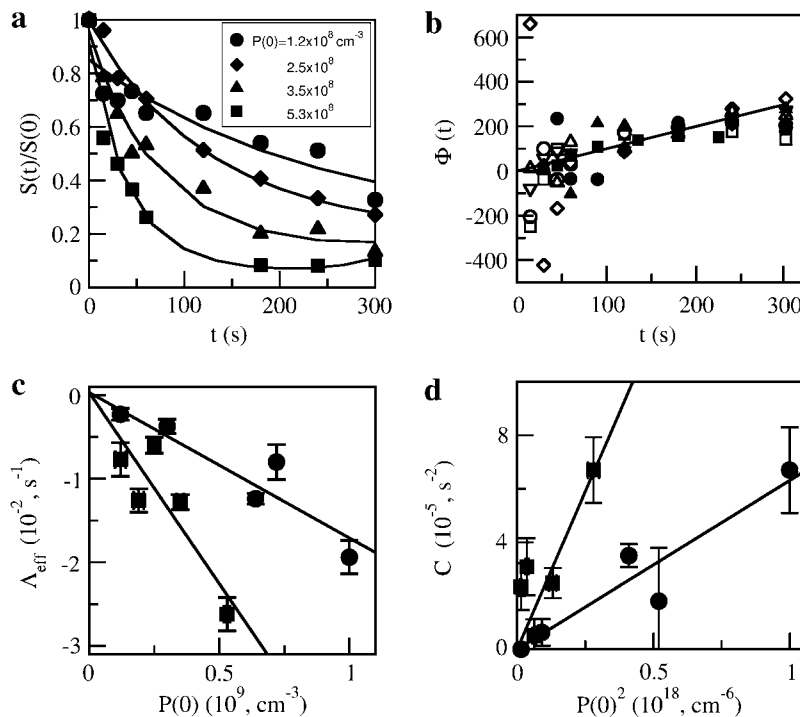 a
S(t)/S(0)
1
0.8
0.6
0.4
0.2
0
0
100
200
300
t (s)
P(0)=1.2x10⁸ cm⁻³
2.5x10⁸
3.5x10⁸
5.3x10⁸
b
Φ (t)
600
400
200
0
-200
-400
0
100
200
300
t (s)
c
Λeff (10⁻², s⁻¹)
0
-1
-2
-3
0
0.5
1
P(0) (10⁹, cm⁻³)
d
C (10⁻⁵, s⁻²)
8
4
0
0
0.5
1
P(0)² (10¹⁸, cm⁻⁶)